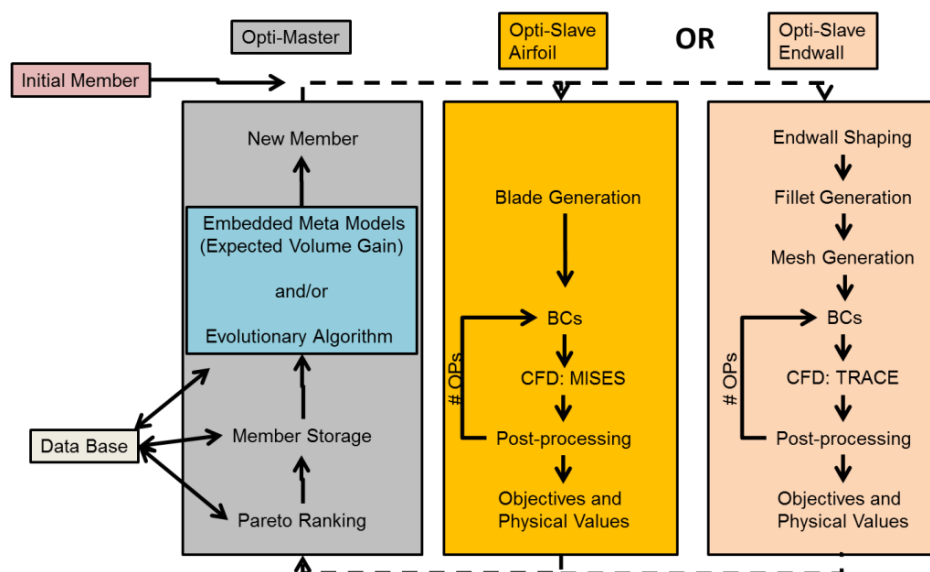 Opti-Master
Opti-Slave
Airfoil
OR
Opti-Slave
Endwall
Initial Member
New Member
Embedded Meta Models
(Expected Volume Gain)
and/or
Evolutionary Algorithm
Member Storage
Pareto Ranking
Data Base
Blade Generation
BCs
CFD: MISES
Post-processing
# OPs
Objectives and
Physical Values
Endwall Shaping
Fillet Generation
Mesh Generation
BCs
CFD: TRACE
Post-processing
# OPs
Objectives and
Physical Values